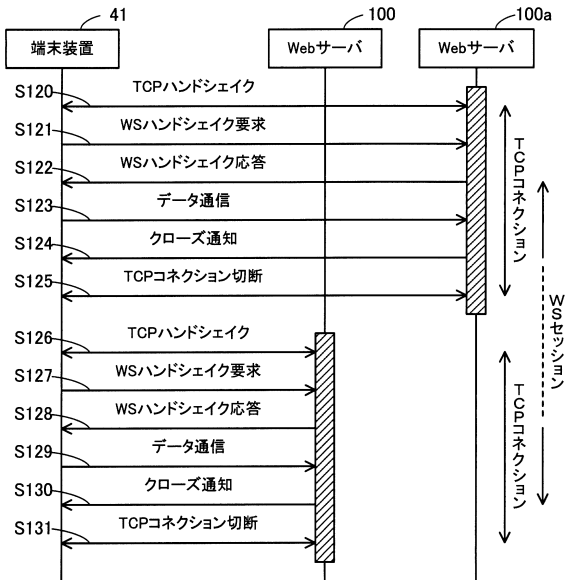 41
端末装置
100
Webサーバ
100a
Webサーバ
S120
TCPハンドシェイク
S121
WSハンドシェイク要求
S122
WSハンドシェイク応答
S123
データ通信
S124
クローズ通知
S125
TCPコネクション切断
TCPコネクション
WSセッション
S126
TCPハンドシェイク
S127
WSハンドシェイク要求
S128
WSハンドシェイク応答
S129
データ通信
S130
クローズ通知
S131
TCPコネクション切断
TCPコネクション